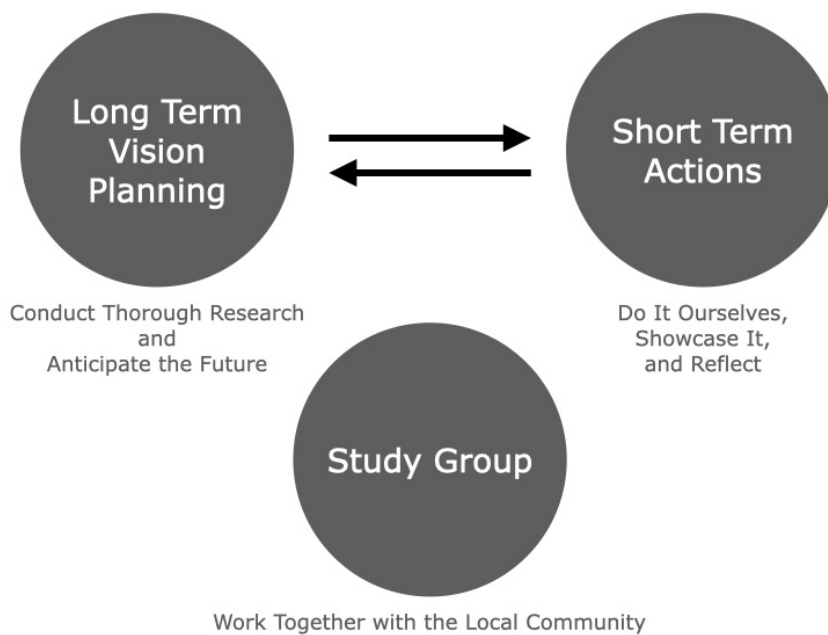 Long Term
Vision
Planning
Short Term
Actions
Conduct Thorough Research
and
Anticipate the Future
Do It Ourselves,
Showcase It,
and Reflect
Study Group
Work Together with the Local Community